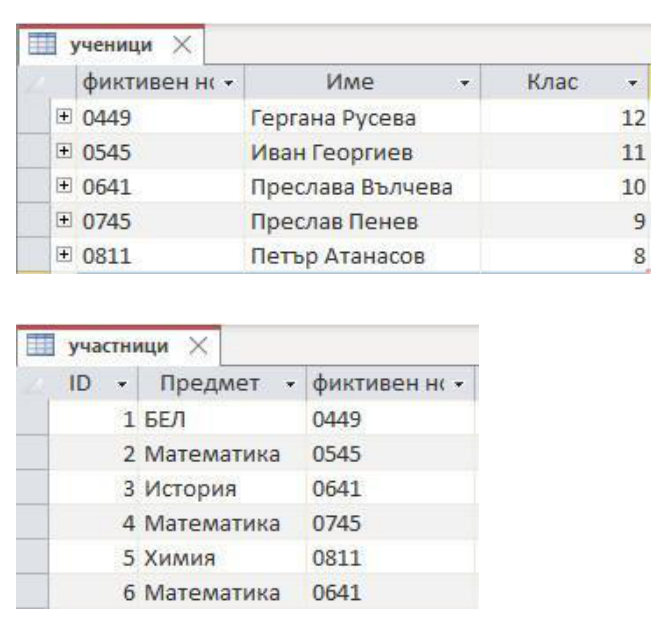 ученици
фиктивен но Име Клас
0449 Гергана Русева 12
0545 Иван Георгиев 11
0641 Преслава Вълчева 10
0745 Преслав Пенев 9
0811 Петър Атанасов 8
участници
ID Предмет фиктивен но
1 БЕЛ 0449
2 Математика 0545
3 История 0641
4 Математика 0745
5 Химия 0811
6 Математика 0641